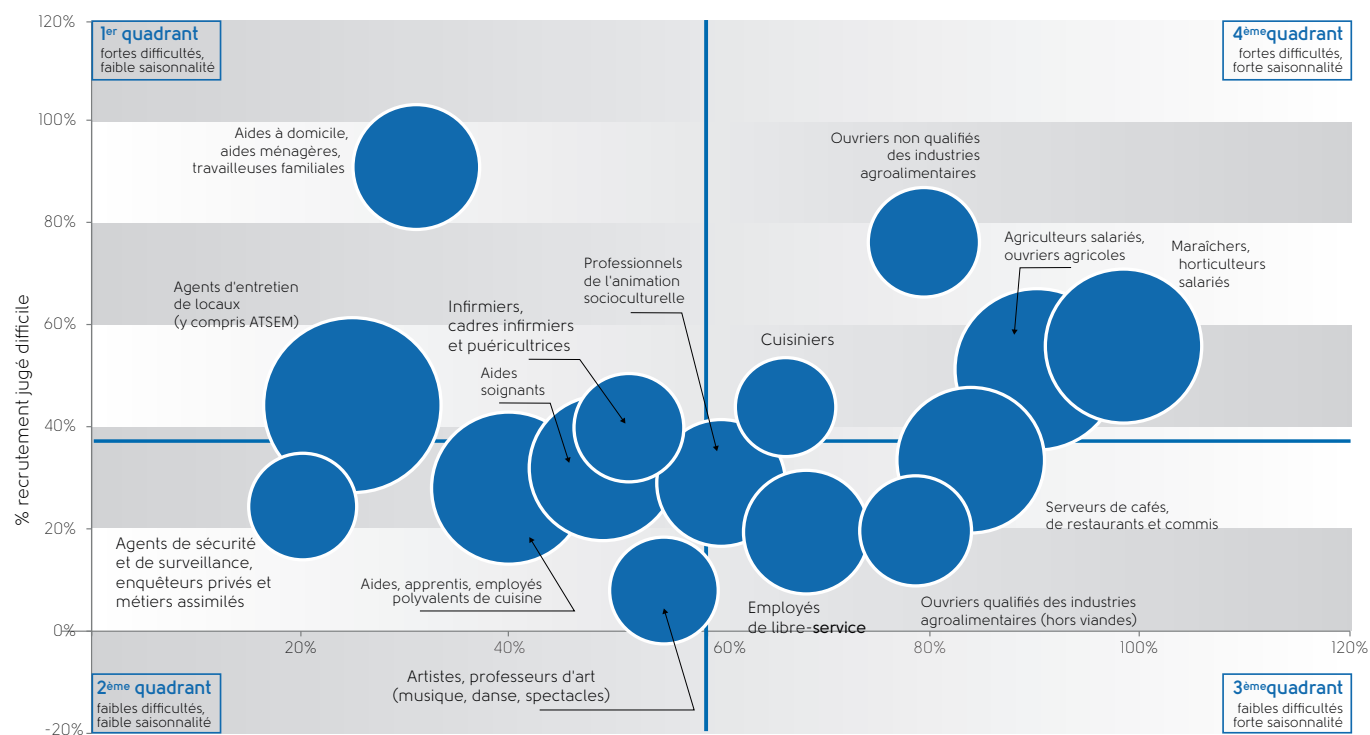 120%
1er quadrant
fortes difficultés,
faible saisonnalité
4èmequadrant
fortes difficultés,
forte saisonnalité
100%
Aides à domicile,
aides ménagères,
travailleuses familiales
Ouvriers non qualifiés
des industries
agroalimentaires
80%
Agriculteurs salariés,
ouvriers agricoles
Maraîchers,
horticulteurs
salariés
Professionnels
de l'animation
socioculturelle
Agents d'entretien
de locaux
(y compris ATSEM)
Infirmiers,
cadres infirmiers
et puéricultrices
60%
Cuisiniers
Aides
soignants
% recrutement jugé difficile
40%
20%
Serveurs de cafés,
de restaurants et commis
Agents de sécurité
et de surveillance,
enquêteurs privés et
métiers assimilés
Aides, apprentis, employés
polyvalents de cuisine
Employés
de libre-service
Ouvriers qualifiés des industries
agroalimentaires (hors viandes)
0%
20%
40%
60%
80%
100%
120%
Artistes, professeurs d'art
(musique, danse, spectacles)
2ème quadrant
faibles difficultés,
faible saisonnalité
3èmequadrant
faibles difficultés
forte saisonnalité
-20%